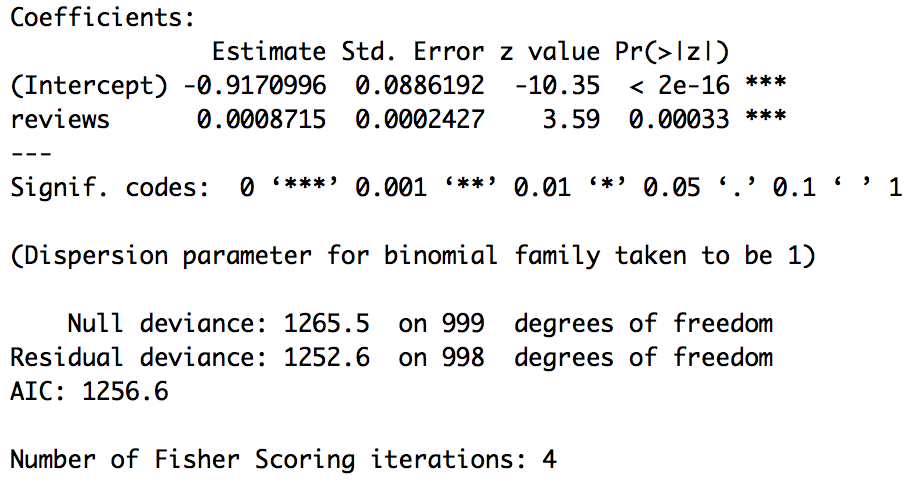 Coefficients:
Estimate Std. Error z value Pr(>|z|)
(Intercept) -0.9170996 0.0886192 -10.35 < 2e-16 ***
reviews 0.0008715 0.0002427 3.59 0.00033 ***
---
Signif. codes: 0 ‘***’ 0.001 ‘**’ 0.01 ‘*’ 0.05 ‘.’ 0.1 ‘ ’ 1
(Dispersion parameter for binomial family taken to be 1)
Null deviance: 1265.5 on 999 degrees of freedom
Residual deviance: 1252.6 on 998 degrees of freedom
AIC: 1256.6
Number of Fisher Scoring iterations: 4